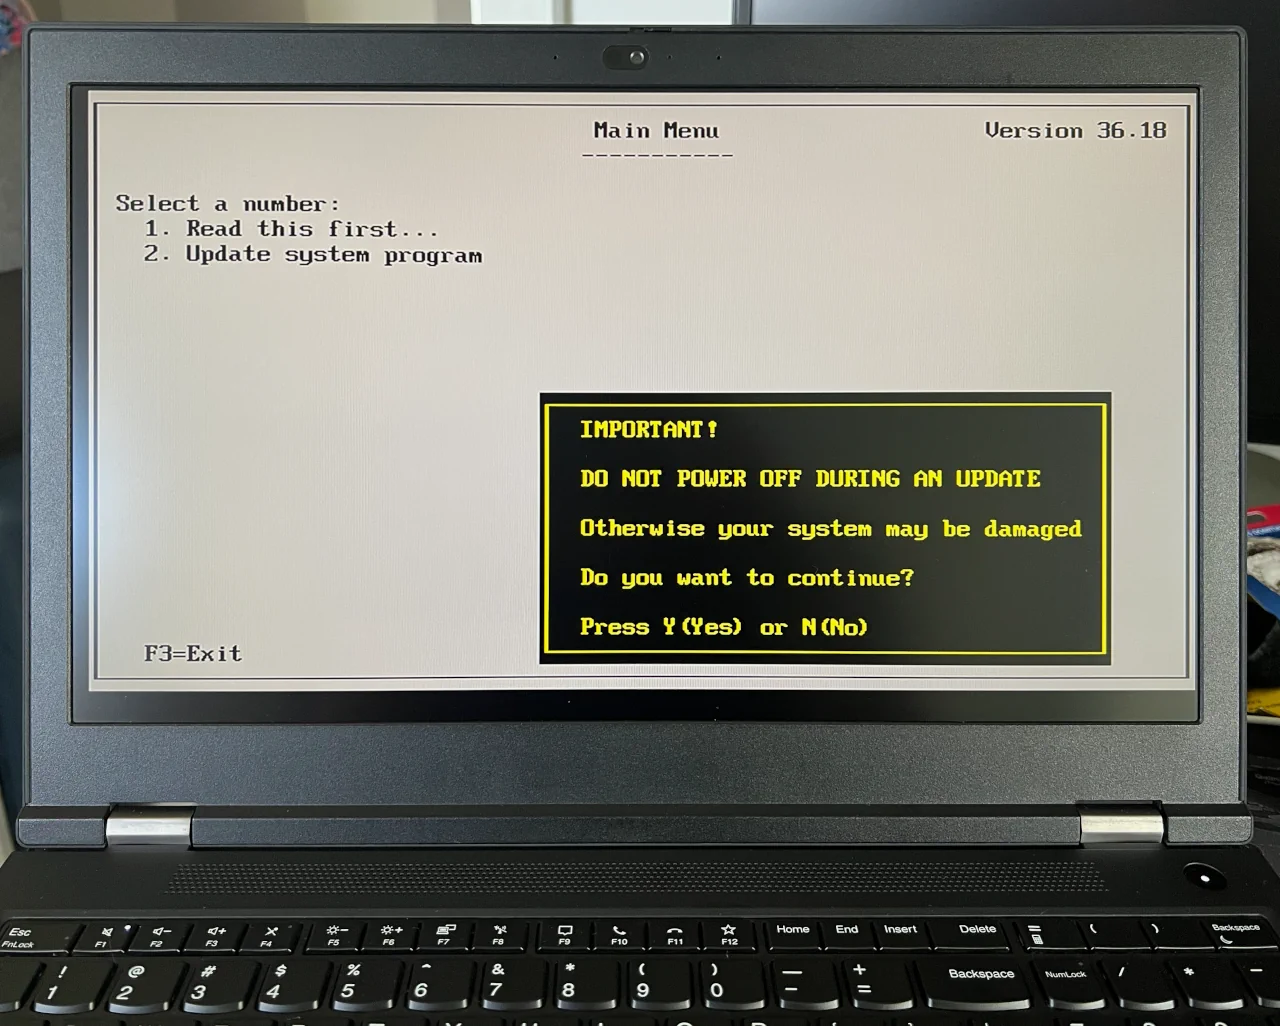 Main Menu
Version 36.18
-----------
Select a number:
1. Read this first...
2. Update system program
IMPORTANT!
DO NOT POWER OFF DURING AN UPDATE
Otherwise your system may be damaged
Do you want to continue?
Press Y(Yes) or N(No)
F3=Exit
Esc F1 F2 F3 F4 F5 F6 F7 F8 F9 F10 F11 F12 Home End Insert Delete = ( ) Backspace
FnLock
! @ # $ % ^ & * ( ) — + Backspace NumLock / * -
1 2 3 4 5 6 7 8 9 0 - =